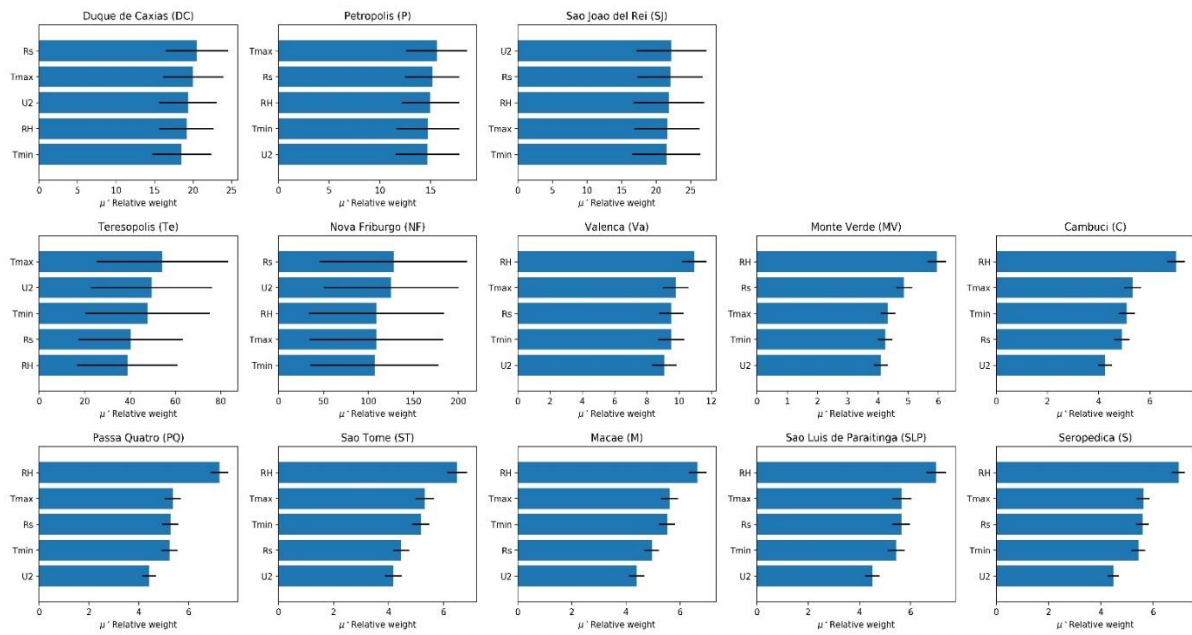 Duque de Caxias (DC)
Rs
Tmax
U2
RH
Tmin
0 5 10 15 20 25
μ* Relative weight
Petropolis (P)
Tmax
Rs
RH
Tmin
U2
0 5 10 15
μ* Relative weight
Sao Joao del Rei (SJ)
U2
Rs
RH
Tmax
Tmin
0 5 10 15 20 25
μ* Relative weight
Teresopolis (Te)
Tmax
U2
Tmin
Rs
RH
0 20 40 60 80
μ* Relative weight
Nova Friburgo (NF)
Rs
U2
RH
Tmax
Tmin
0 50 100 150 200
μ* Relative weight
Valenca (Va)
RH
Tmax
Rs
Tmin
U2
0 2 4 6 8 10 12
μ* Relative weight
Monte Verde (MV)
RH
Rs
Tmax
Tmin
U2
0 1 2 3 4 5 6
μ* Relative weight
Cambuci (C)
RH
Tmax
Tmin
Rs
U2
0 2 4 6
μ* Relative weight
Passa Quatro (PQ)
RH
Tmax
Rs
Tmin
U2
0 2 4 6
μ* Relative weight
Sao Tome (ST)
RH
Tmax
Tmin
Rs
U2
0 2 4 6
μ* Relative weight
Macae (M)
RH
Tmax
Tmin
Rs
U2
0 2 4 6
μ* Relative weight
Sao Luis de Paraitinga (SLP)
RH
Tmax
Rs
Tmin
U2
0 2 4 6
μ* Relative weight
Seropedica (S)
RH
Tmax
Rs
Tmin
U2
0 2 4 6
μ* Relative weight